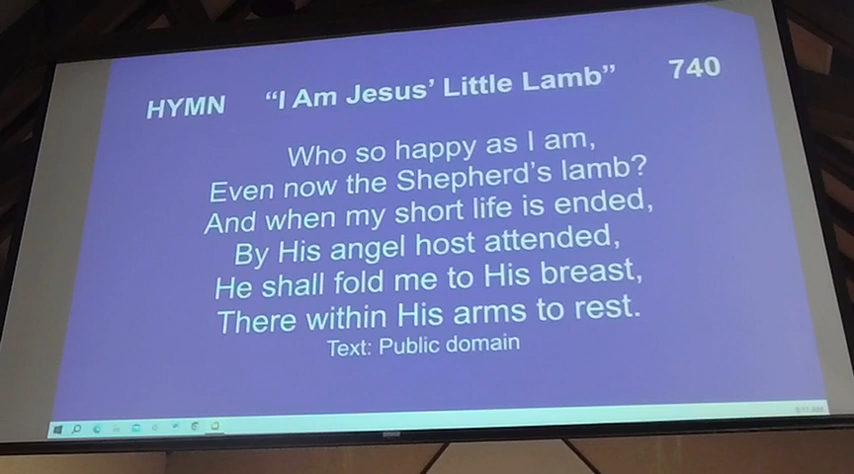 HYMN "I Am Jesus' Little Lamb" 740
Who so happy as I am,
Even now the Shepherd's lamb?
And when my short life is ended,
By His angel host attended,
He shall fold me to His breast,
There within His arms to rest.
Text: Public domain